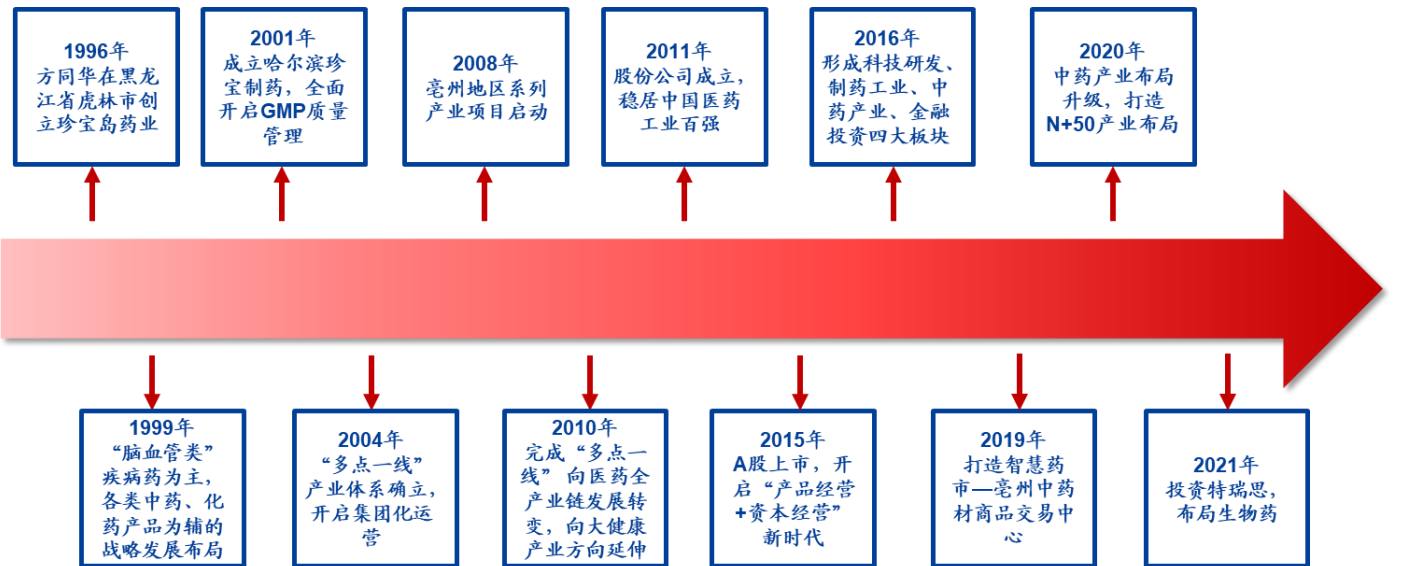 1996年
方同华在黑龙
江省虎林市创
立珍宝岛药业
2001年
成立哈尔滨珍
宝制药，全面
开启GMP质量
管理
2008年
亳州地区系列
产业项目启动
2011年
股份公司成立，
稳居中国医药
工业百强
2016年
形成科技研发、
制药工业、中
药产业、金融
投资四大板块
2020年
中药产业布局
升级，打造
N+50产业布局
1999年
“脑血管类”
疾病药为主，
各类中药、化
药产品为辅的
战略发展布局
2004年
“多点一线”
产业体系确立，
开启集团化运
营
2010年
完成“多点一
线”向医药全
产业链发展转
变，向大健康
产业方向延伸
2015年
A股上市，开
启“产品经营
+资本经营”
新时代
2019年
打造智慧药
市—亳州中药
材商品交易中
心
2021年
投资特瑞思，
布局生物药